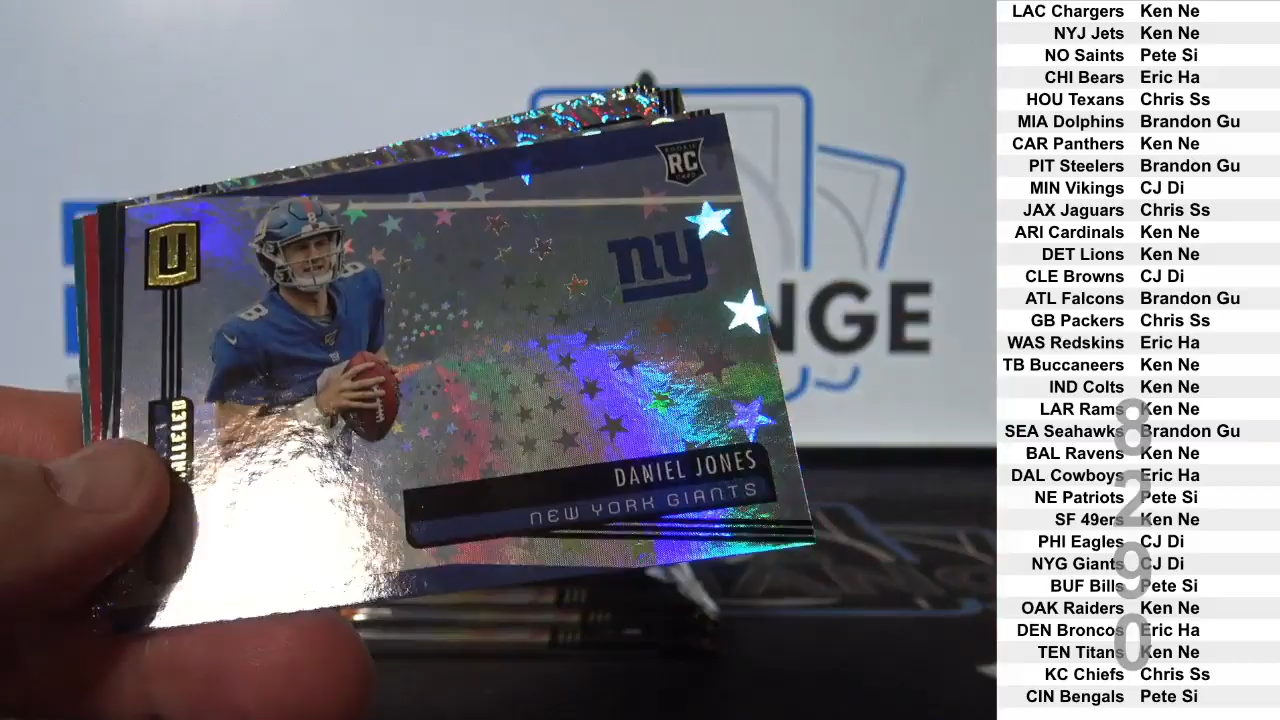 ROOKIE
RC
CARD
U
ny
NGE
DANIEL JONES
NEW YORK GIANTS
LAC Chargers Ken Ne
NYJ Jets Ken Ne
NO Saints Pete Si
CHI Bears Eric Ha
HOU Texans Chris Ss
MIA Dolphins Brandon Gu
CAR Panthers Ken Ne
PIT Steelers Brandon Gu
MIN Vikings CJ Di
JAX Jaguars Chris Ss
ARI Cardinals Ken Ne
DET Lions Ken Ne
CLE Browns CJ Di
ATL Falcons Brandon Gu
GB Packers Chris Ss
WAS Redskins Eric Ha
TB Buccaneers Ken Ne
IND Colts Ken Ne
LAR Rams Ken Ne
SEA Seahawks Brandon Gu
BAL Ravens Ken Ne
DAL Cowboys Eric Ha
NE Patriots Pete Si
SF 49ers Ken Ne
PHI Eagles CJ Di
NYG Giants CJ Di
BUF Bills Pete Si
OAK Raiders Ken Ne
DEN Broncos Eric Ha
TEN Titans Ken Ne
KC Chiefs Chris Ss
CIN Bengals Pete Si
8290